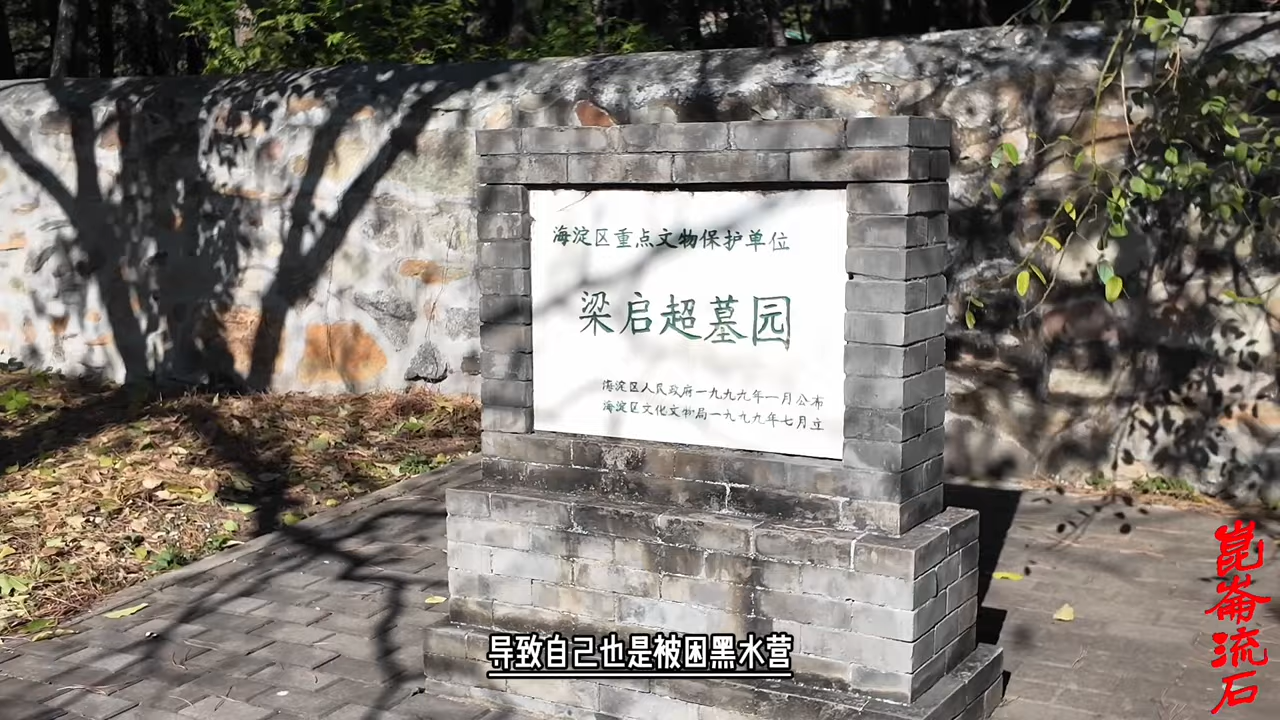 海淀区重点文物保护单位
梁启超墓园
海淀区人民政府一九九九年一月公布
海淀区文化文物局一九九九年七月立
导致自己也是被困黑水营
崑崙流石